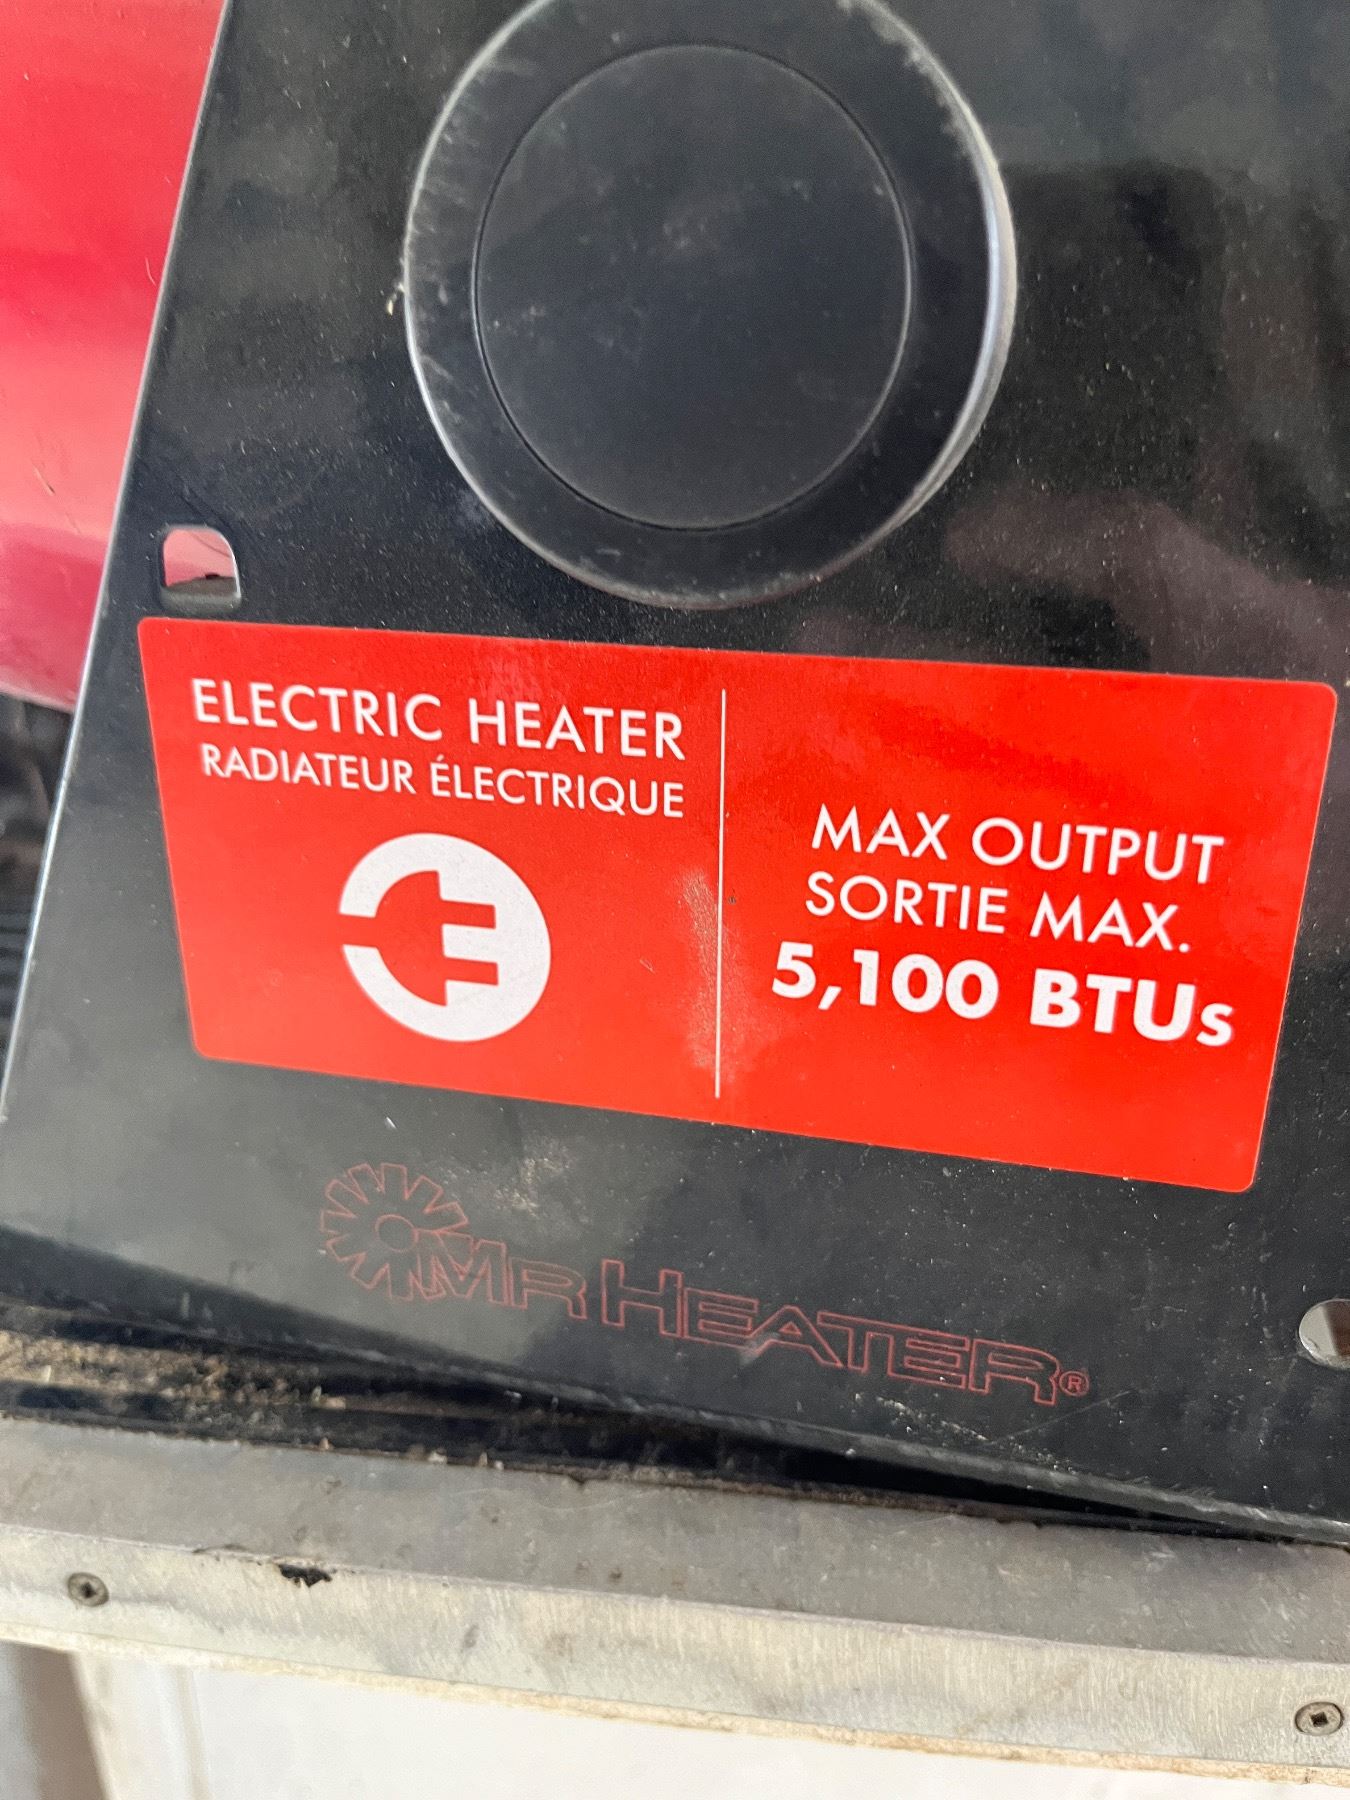 ELECTRIC HEATER
RADIATEUR ÉLECTRIQUE
MAX OUTPUT
SORTIE MAX.
5,100 BTUs
MR HEATER®